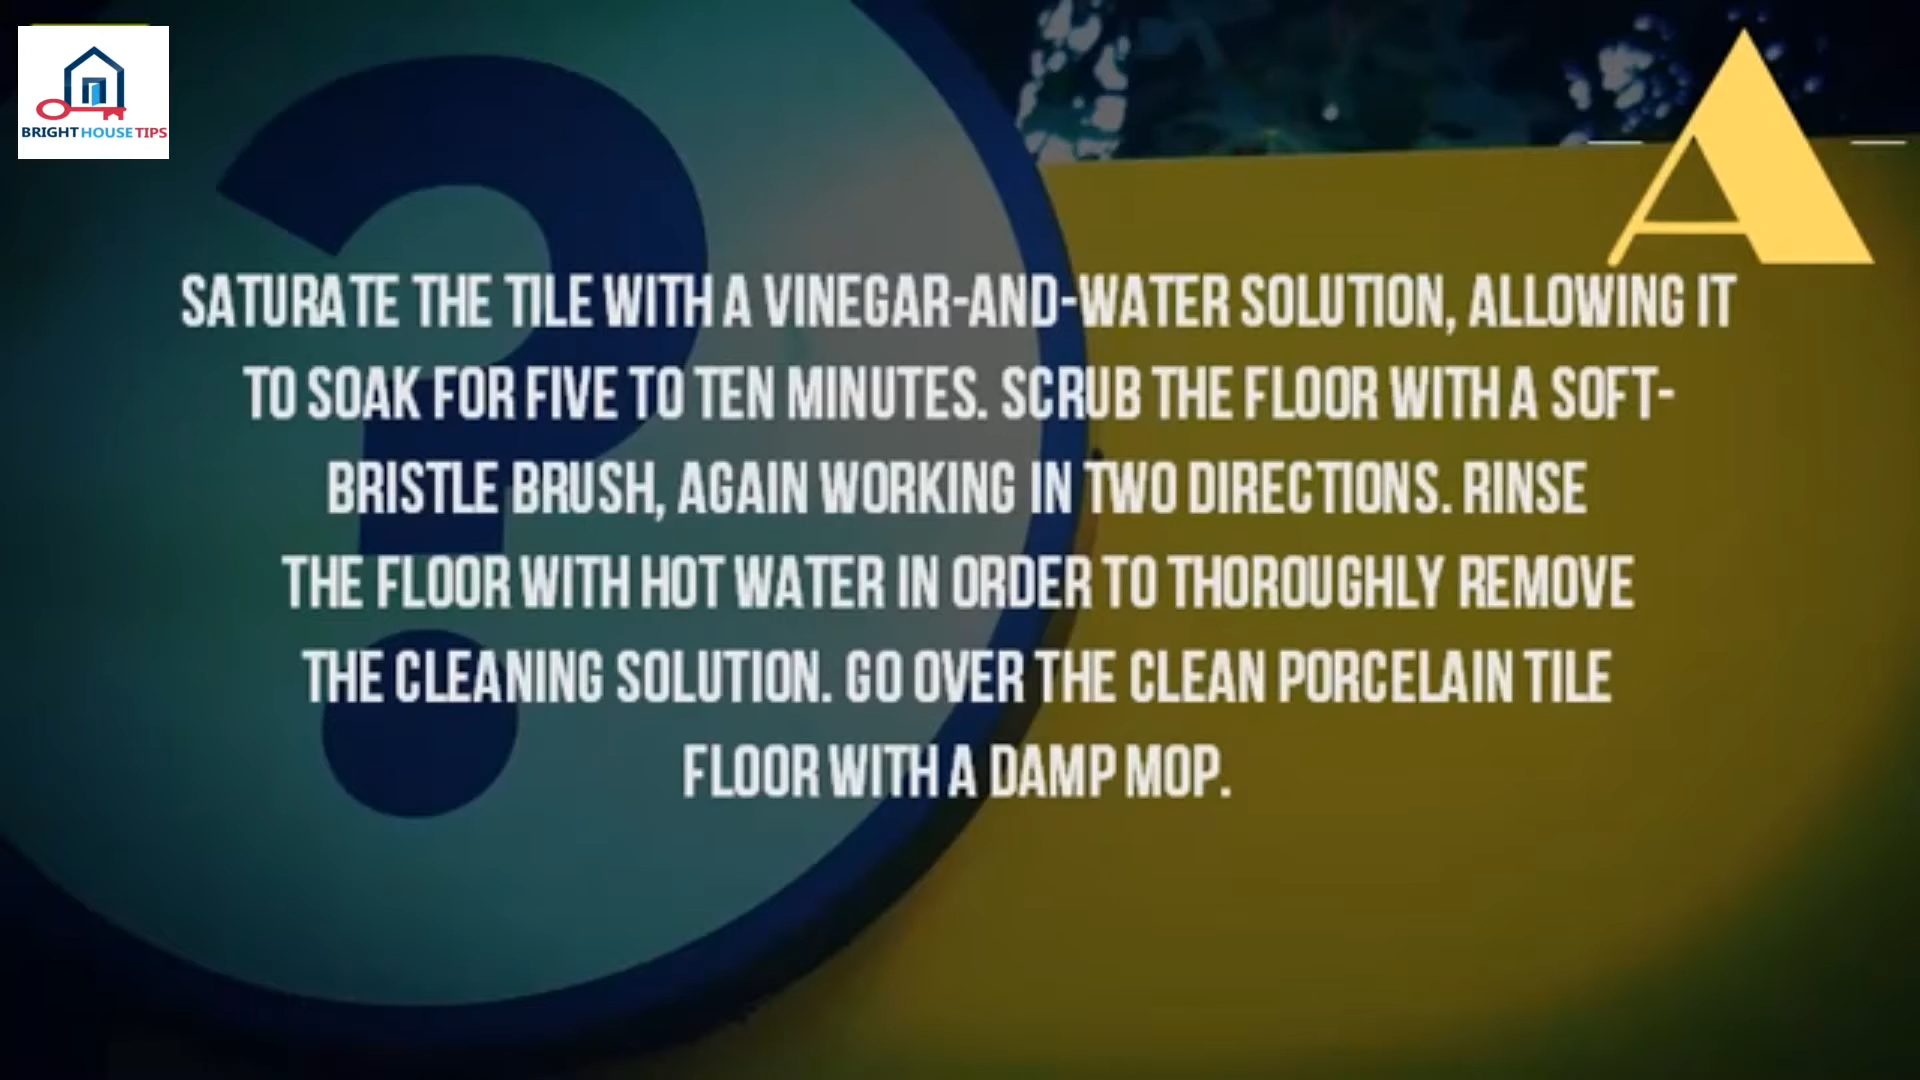 BRIGHT HOUSE TIPS
A
SATURATE THE TILE WITH A VINEGAR-AND-WATER SOLUTION, ALLOWING IT
TO SOAK FOR FIVE TO TEN MINUTES. SCRUB THE FLOOR WITH A SOFT-
BRISTLE BRUSH, AGAIN WORKING IN TWO DIRECTIONS. RINSE
THE FLOOR WITH HOT WATER IN ORDER TO THOROUGHLY REMOVE
THE CLEANING SOLUTION. GO OVER THE CLEAN PORCELAIN TILE
FLOOR WITH A DAMP MOP.